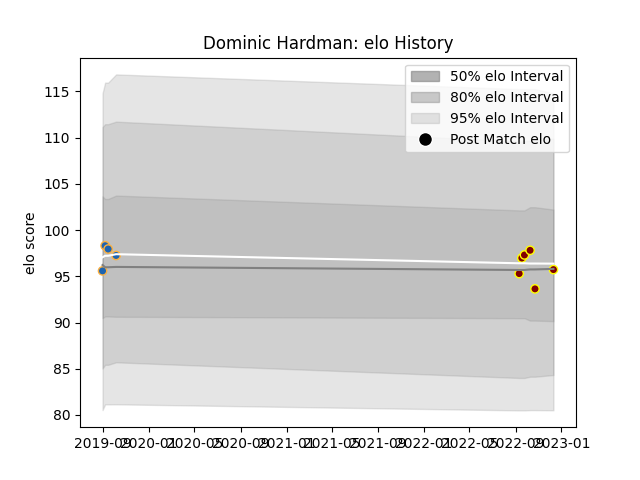 Dominic Hardman: elo History
50% elo Interval
80% elo Interval
95% elo Interval
Post Match elo
elo score
115
110
105
100
95
90
85
80
2019-09 2020-01 2020-05 2020-09 2021-01 2021-05 2021-09 2022-01 2022-05 2022-09 2023-01